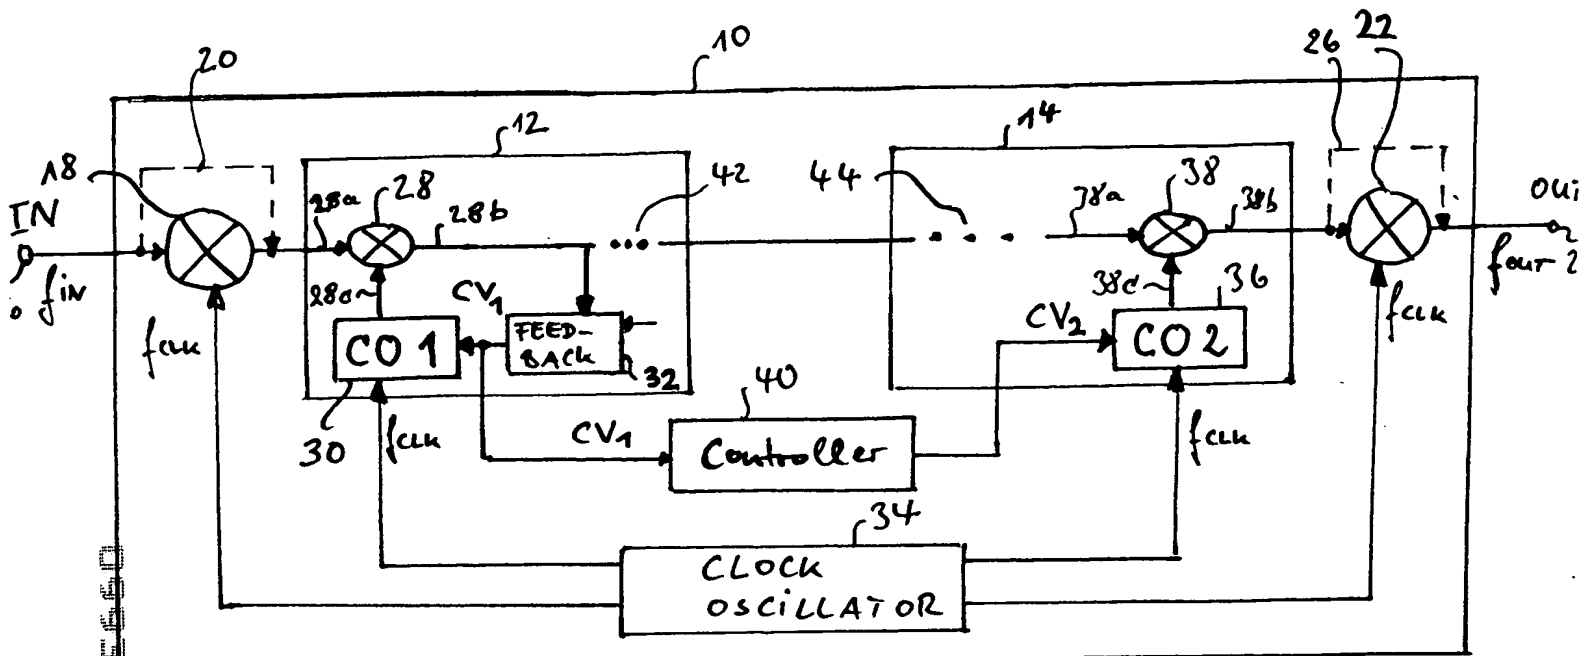 10
20
26
22
12
14
18
28
42
44
38
IN
28a
28b
38a
38b
fIN
28c
CV1
38c
36
fOUT
fCLK
CO 1
FEED-
BACK
32
CV2
CO 2
fCLK
40
30
fCLK
CV1
Controller
fCLK
34
CLOCK
OSCILLATOR